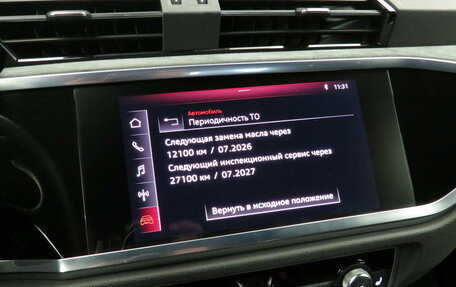 11:31
Автомобиль
Периодичность ТО
Следующая замена масла через
12100 км / 07.2026
Следующий инспекционный сервис через
27100 км / 07.2027
Вернуть в исходное положение